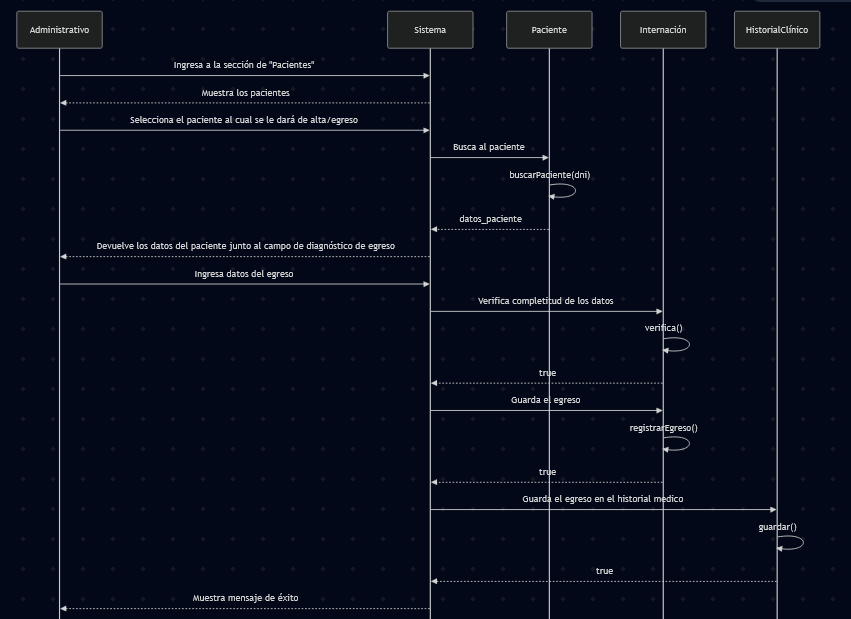 Administrativo
Sistema
Paciente
Internación
HistorialClínico
Ingresa a la sección de "Pacientes"
Muestra los pacientes
Selecciona el paciente al cual se le dará de alta/egreso
Busca al paciente
buscarPaciente(dni)
datos_paciente
Devuelve los datos del paciente junto al campo de diagnóstico de egreso
Ingresa datos del egreso
Verifica completitud de los datos
verifica()
true
Guarda el egreso
registrarEgreso()
true
Guarda el egreso en el historial medico
guardar()
true
Muestra mensaje de éxito